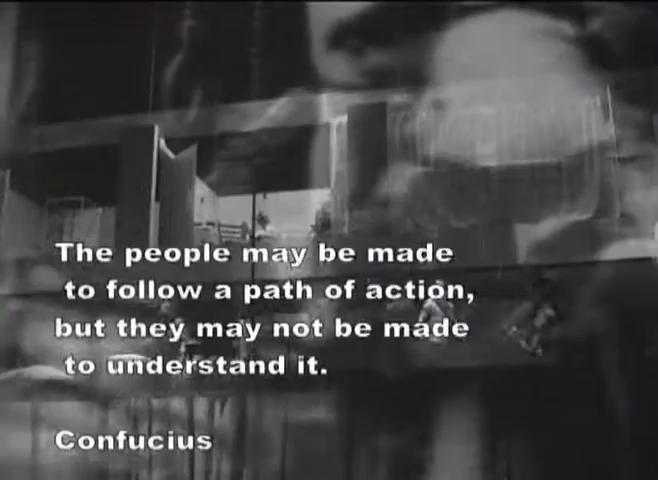 The people may be made
to follow a path of action,
but they may not be made
to understand it.
Confucius